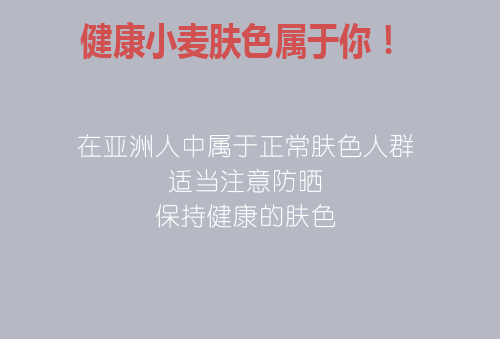 健康小麦肤色属于你！
在亚洲人中属于正常肤色人群
适当注意防晒
保持健康的肤色